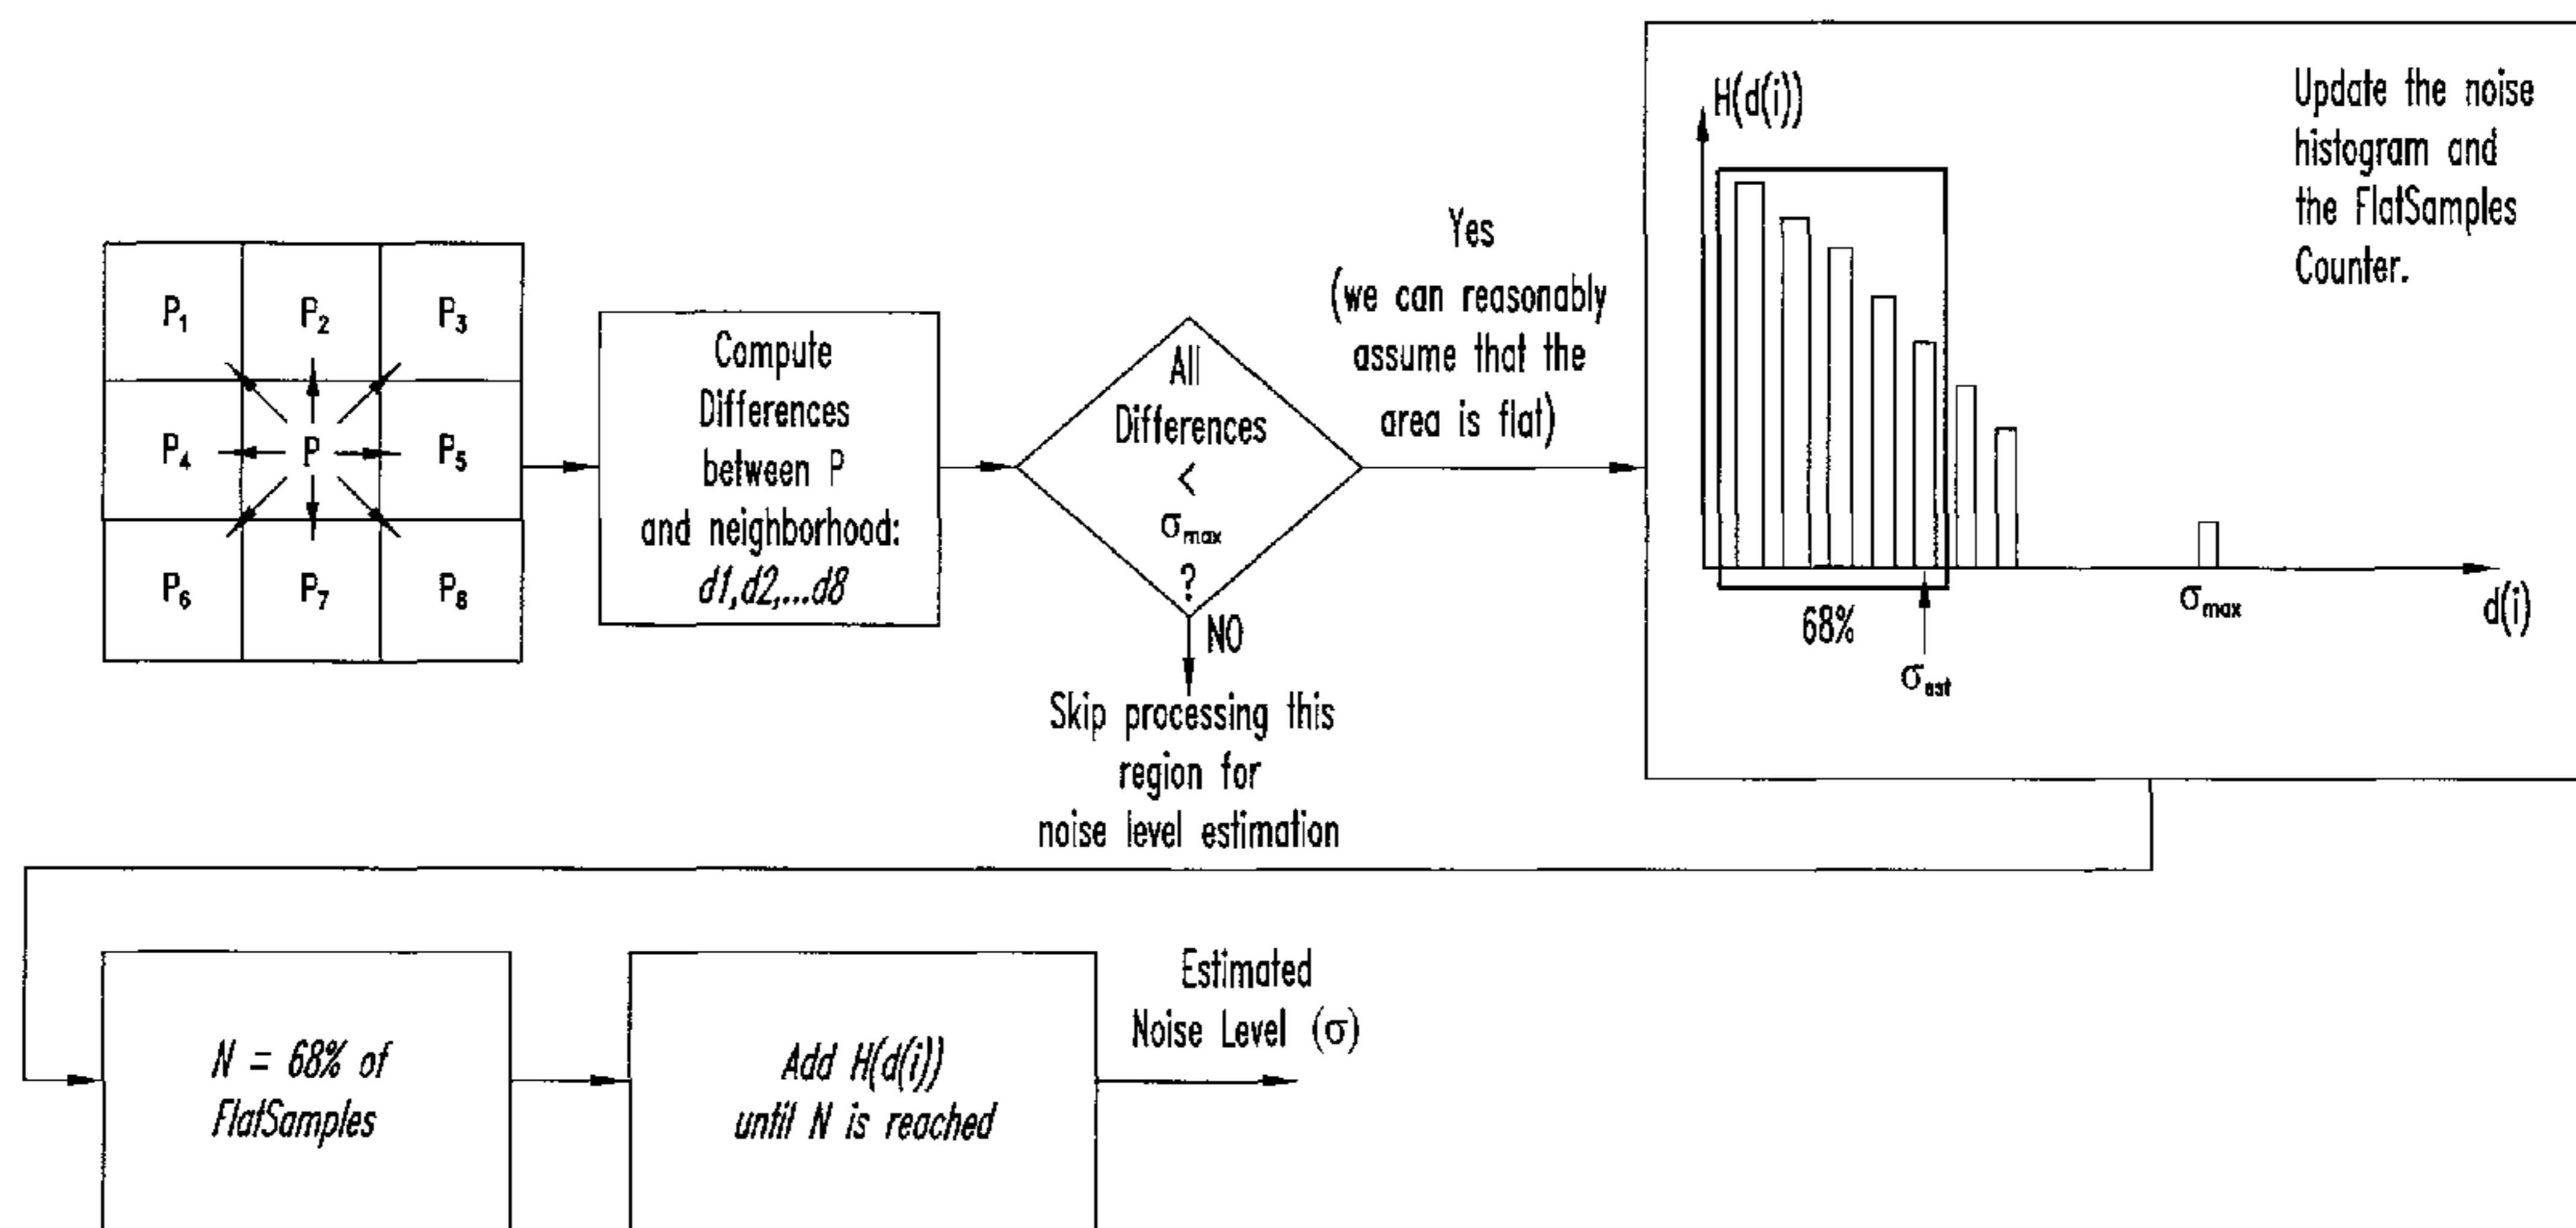 P₁ P₂ P₃
P₄ P P₅
P₆ P₇ P₈
Compute
Differences
between P
and neighborhood:
d1,d2,...d8
All
Differences
<
σmax
?
NO
Skip processing this
region for
noise level estimation
Yes
(we can reasonably
assume that the
area is flat)
H(d(i))
Update the noise
histogram and
the FlatSamples
Counter.
68%
σest
σmax
d(i)
N = 68% of
FlatSamples
Add H(d(i))
until N is reached
Estimated
Noise Level (σ)